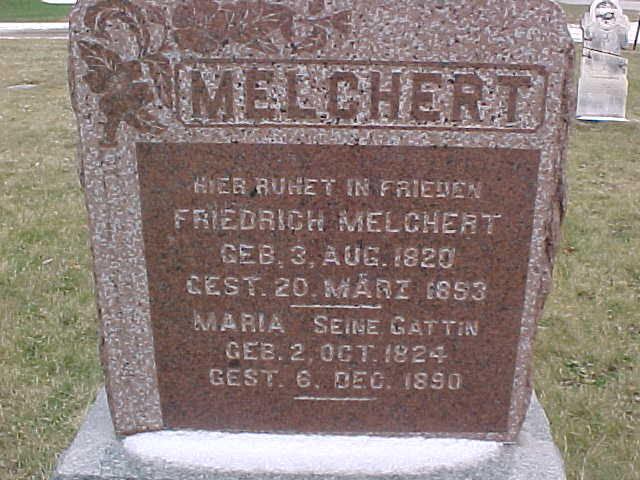 MELCHERT
HIER RUHET IN FRIEDEN
FRIEDRICH MELCHERT
GEB. 3, AUG. 1820
GEST. 20. MÄRZ 1893
MARIA SEINE GATTIN
GEB. 2, OCT. 1824
GEST. 6, DEC. 1890